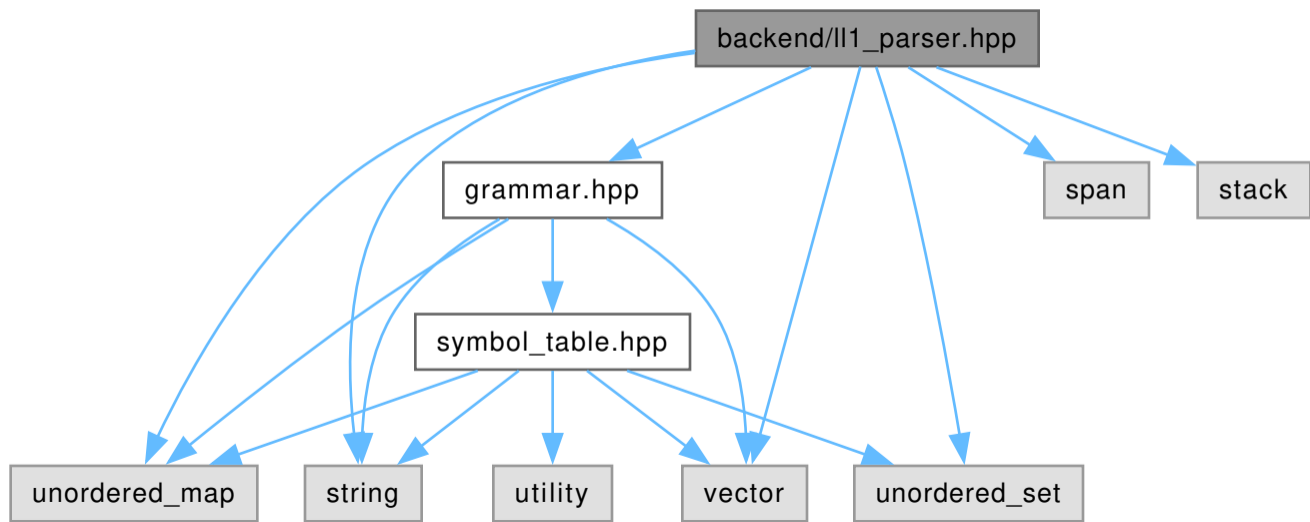 backend/ll1_parser.hpp
grammar.hpp
span
stack
symbol_table.hpp
unordered_map
string
utility
vector
unordered_set